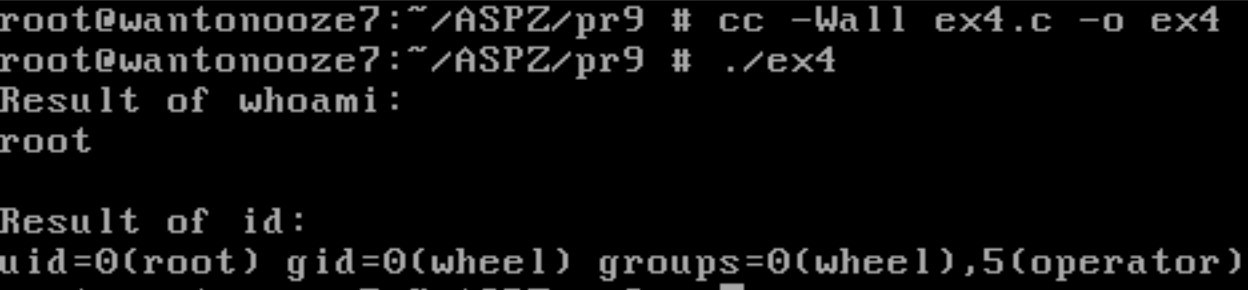 root@wantonooze7:~/ASPZ/pr9 # cc -Wall ex4.c -o ex4
root@wantonooze7:~/ASPZ/pr9 # ./ex4
Result of whoami:
root
Result of id:
uid=0(root) gid=0(wheel) groups=0(wheel),5(operator)